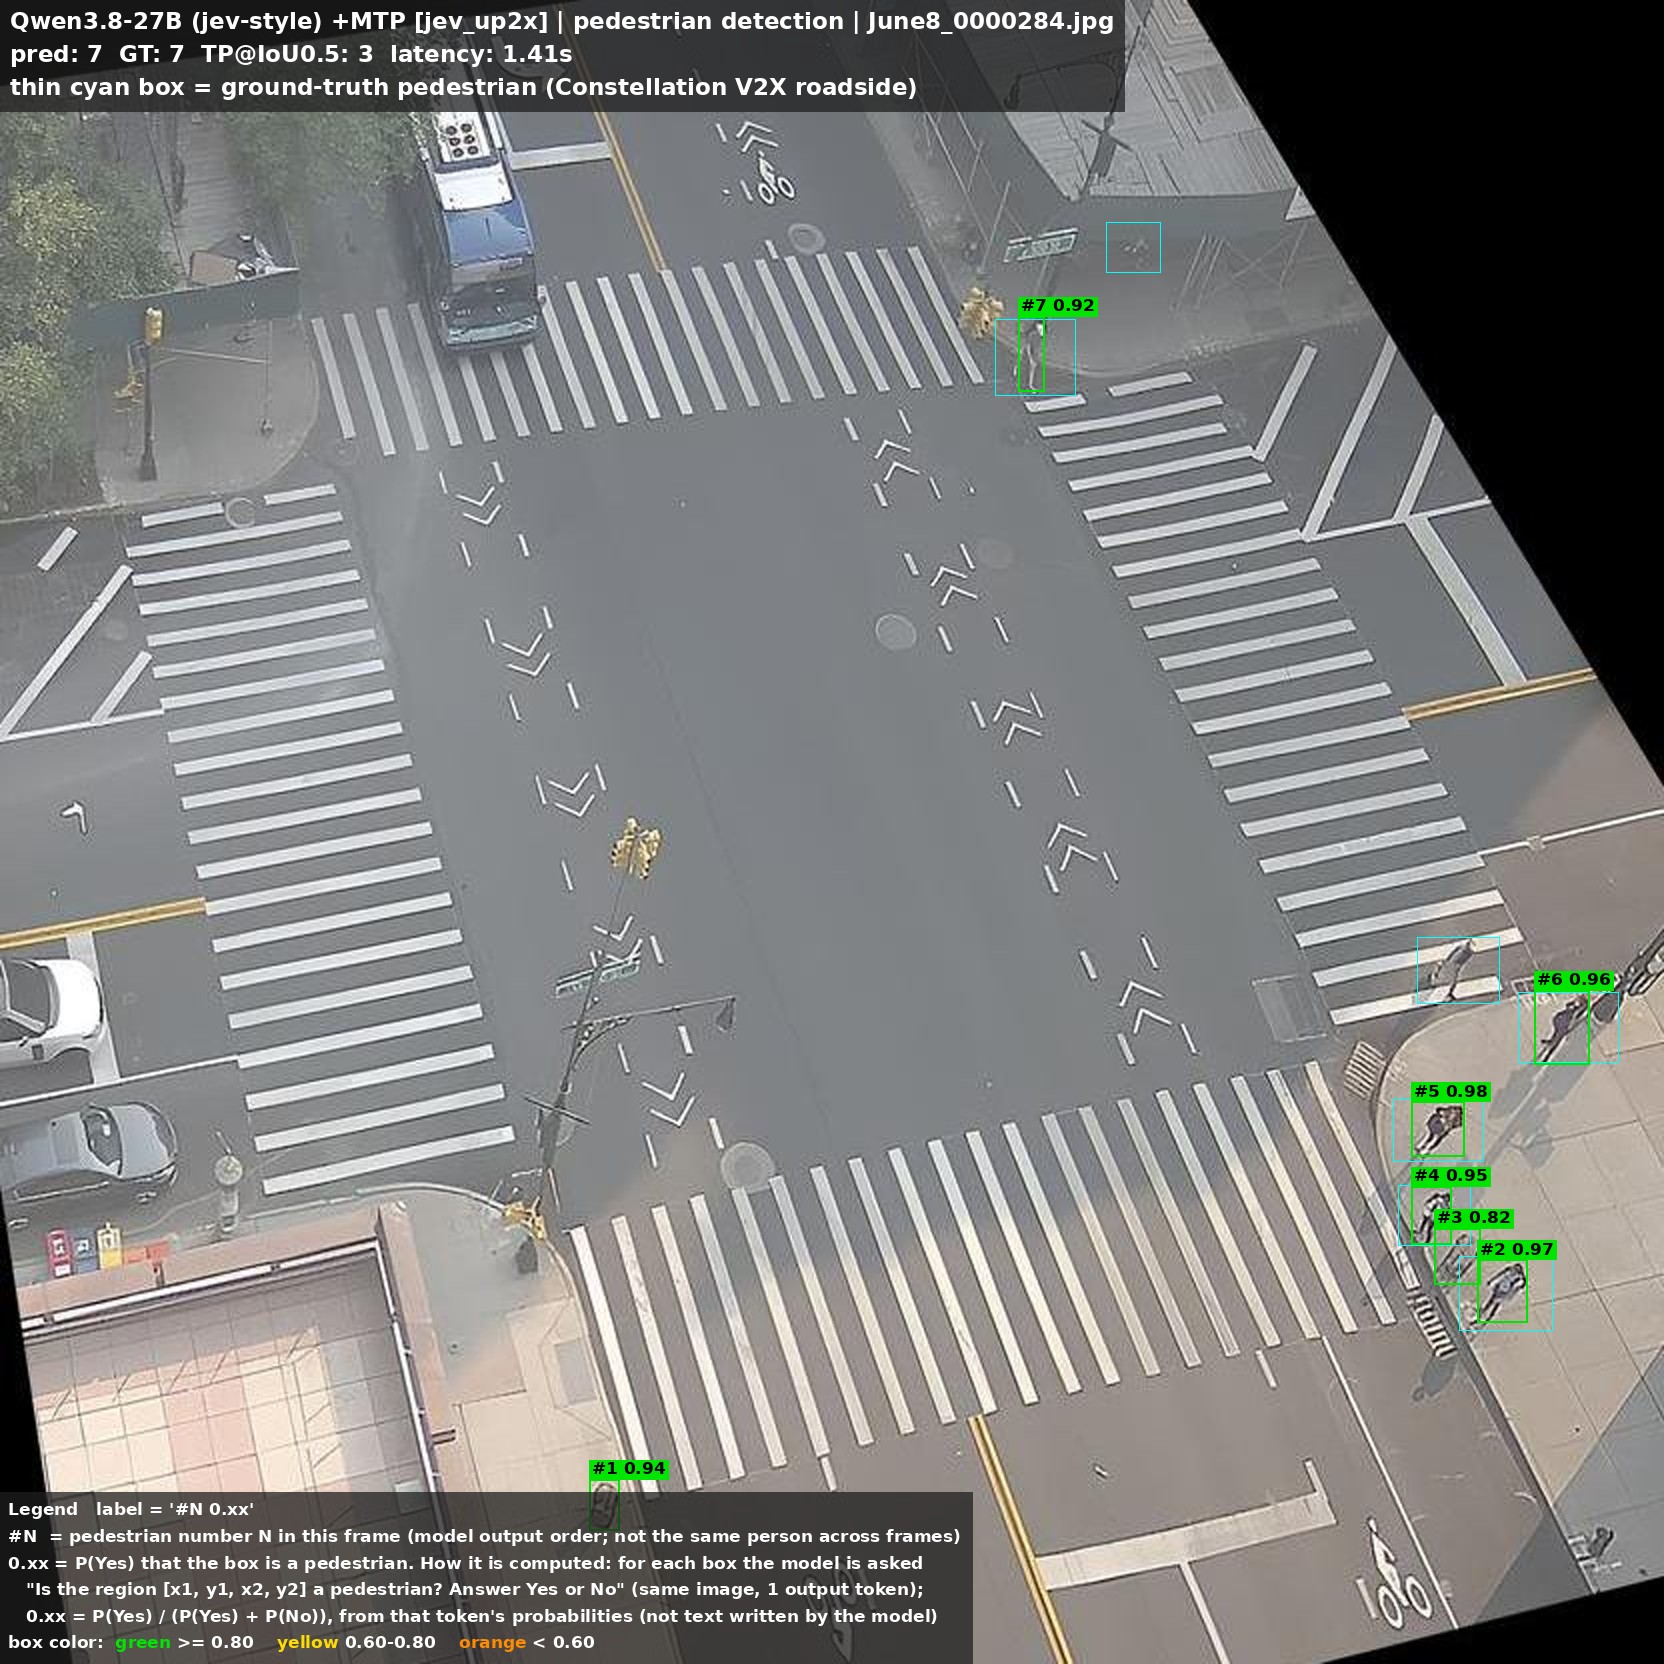 Qwen3.8-27B (jev-style) +MTP [jev_up2x] | pedestrian detection | June8_0000284.jpg
pred: 7  GT: 7  TP@IoU0.5: 3  latency: 1.41s
thin cyan box = ground-truth pedestrian (Constellation V2X roadside)
#7 0.92
#6 0.96
#5 0.98
#4 0.95
#3 0.82
#2 0.97
#1 0.94
Legend   label = '#N 0.xx'
#N  = pedestrian number N in this frame (model output order; not the same person across frames)
0.xx = P(Yes) that the box is a pedestrian. How it is computed: for each box the model is asked
"Is the region [x1, y1, x2, y2] a pedestrian? Answer Yes or No" (same image, 1 output token);
0.xx = P(Yes) / (P(Yes) + P(No)), from that token's probabilities (not text written by the model)
box color:  green >= 0.80    yellow 0.60-0.80    orange < 0.60